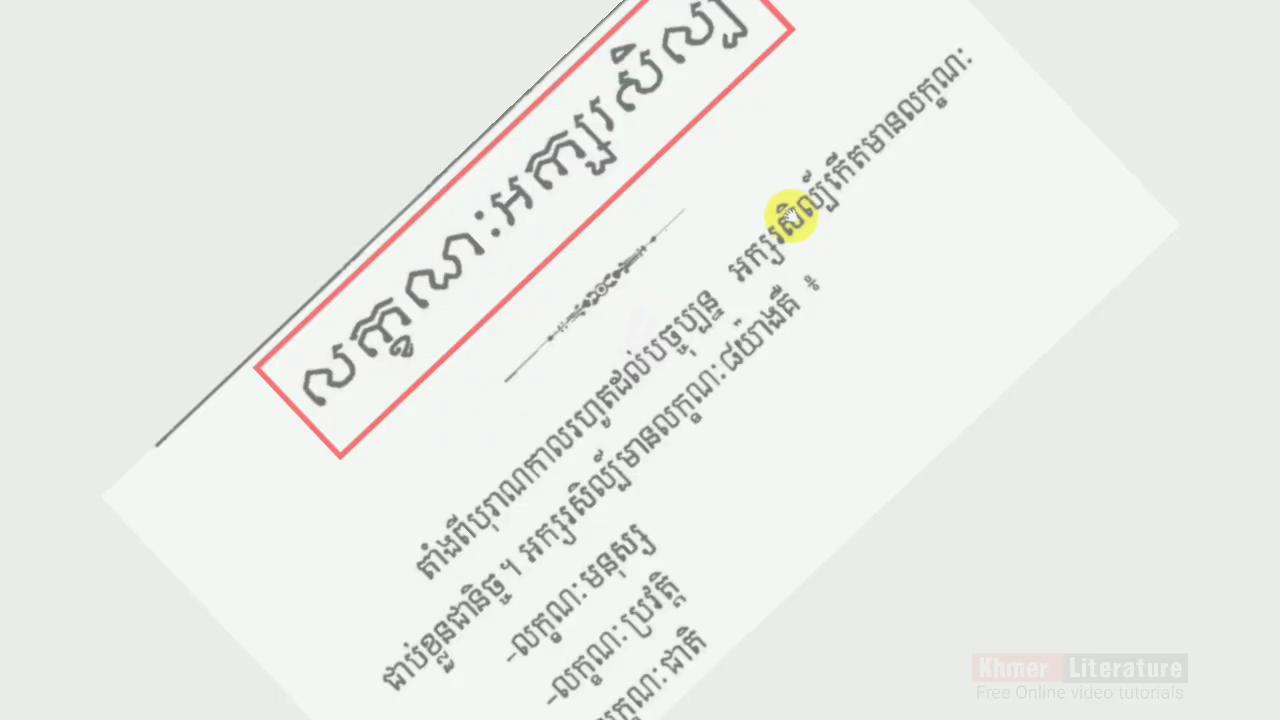 លក្ខណៈអក្សរសិល្ប
តាំងពីបុរាណកាលរហូតដល់បច្ចុប្បន្ន អក្សរសិល្ប៍កើតមានលក្ខណៈ
ជាប់ខ្លួនជានិច្ច។ អក្សរសិល្ប៍មានលក្ខណៈ៨យ៉ាងគឺ ៖
-លក្ខណៈមនុស្ស
-លក្ខណៈប្រវត្តិ
លក្ខណៈជាតិ
Khmer Literature
Free Online video tutorials